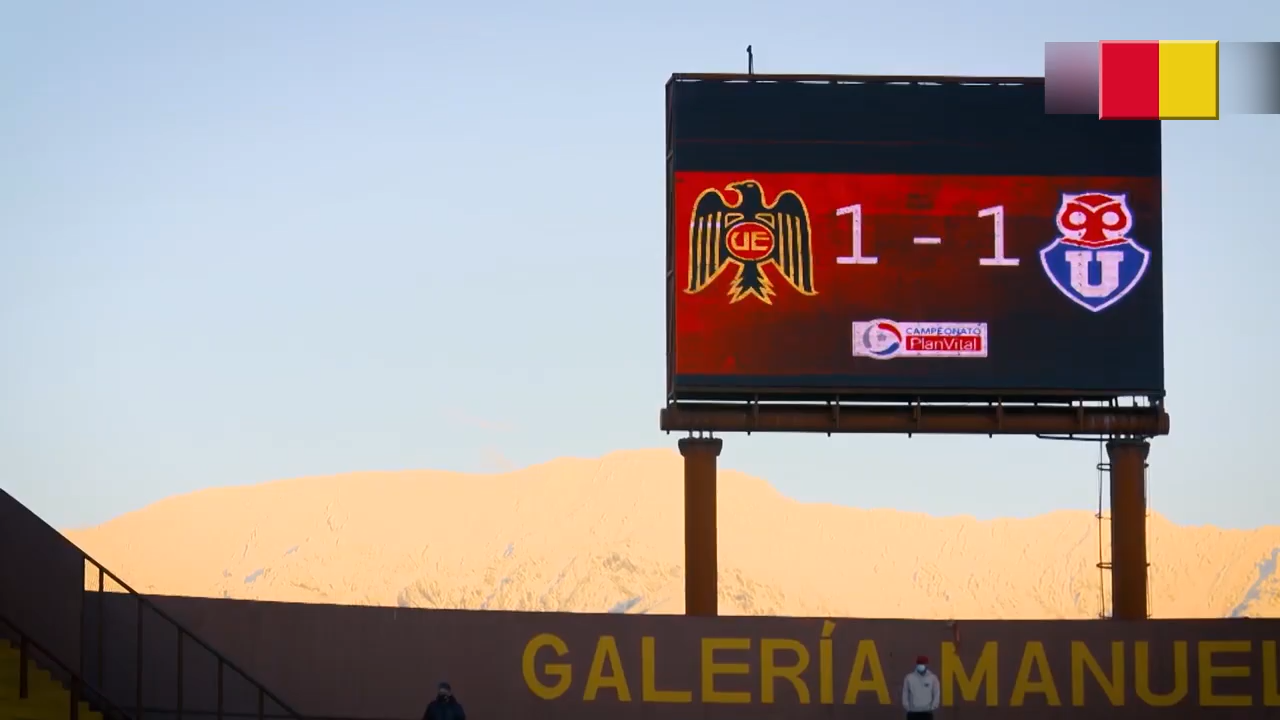 UE
1 - 1
U
CAMPEONATO
PlanVital
GALERÍA MANUEL